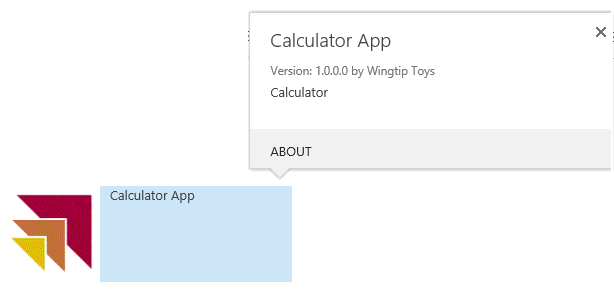 Calculator App
Version: 1.0.0.0 by Wingtip Toys
Calculator
ABOUT
Calculator App